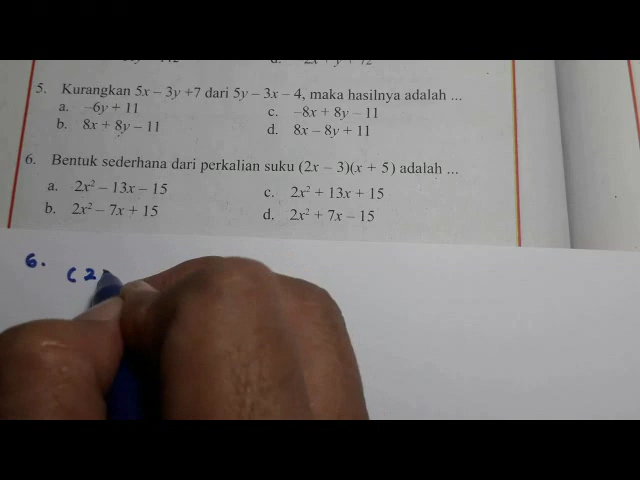 5. Kurangkan 5x – 3y +7 dari 5y – 3x – 4, maka hasilnya adalah ...
a. –6y + 11 c. –8x + 8y – 11
b. 8x + 8y – 11 d. 8x – 8y + 11
6. Bentuk sederhana dari perkalian suku (2x – 3)(x + 5) adalah ...
a. 2x² – 13x – 15 c. 2x² + 13x + 15
b. 2x² – 7x + 15 d. 2x² + 7x – 15
6. (2